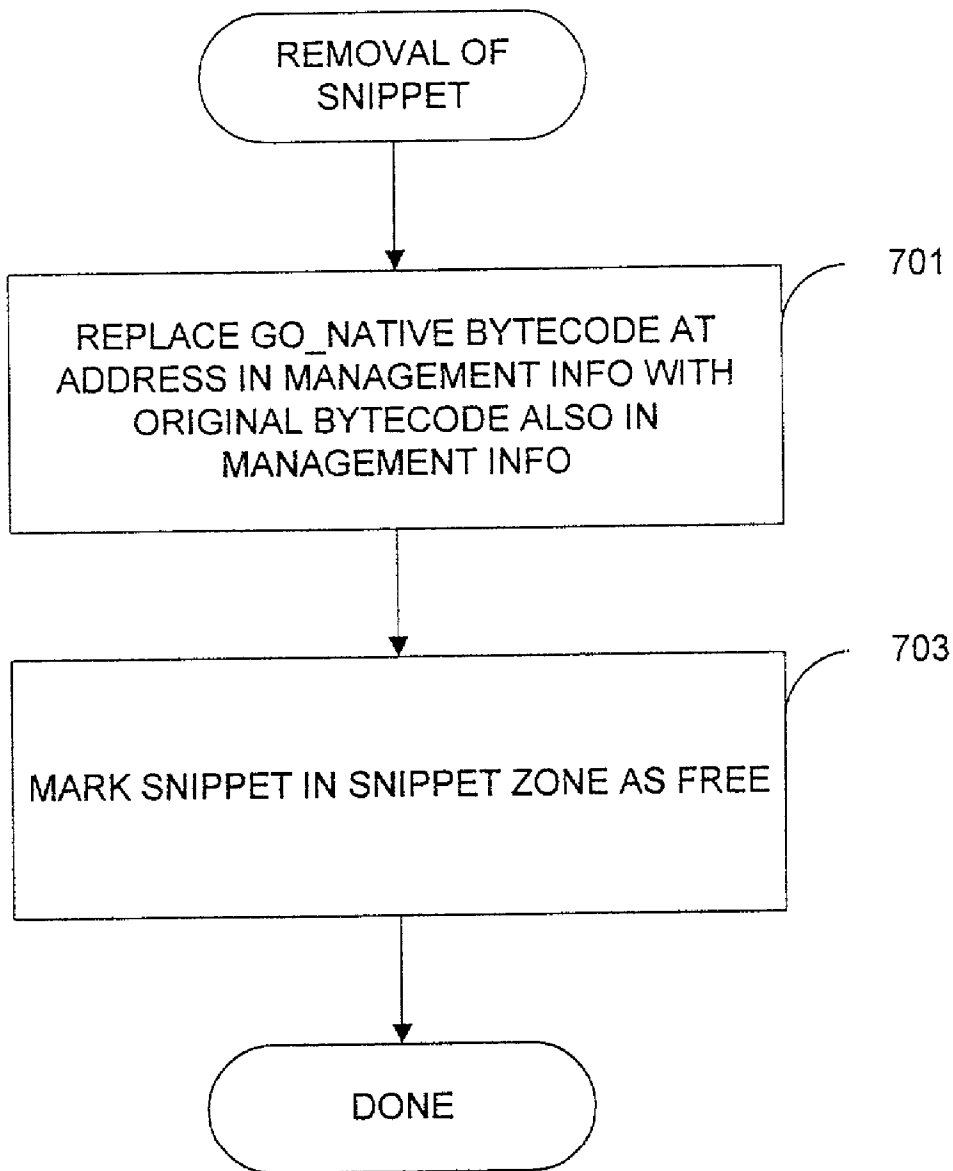 REMOVAL OF
SNIPPET
701
REPLACE GO_NATIVE BYTECODE AT
ADDRESS IN MANAGEMENT INFO WITH
ORIGINAL BYTECODE ALSO IN
MANAGEMENT INFO
703
MARK SNIPPET IN SNIPPET ZONE AS FREE
DONE